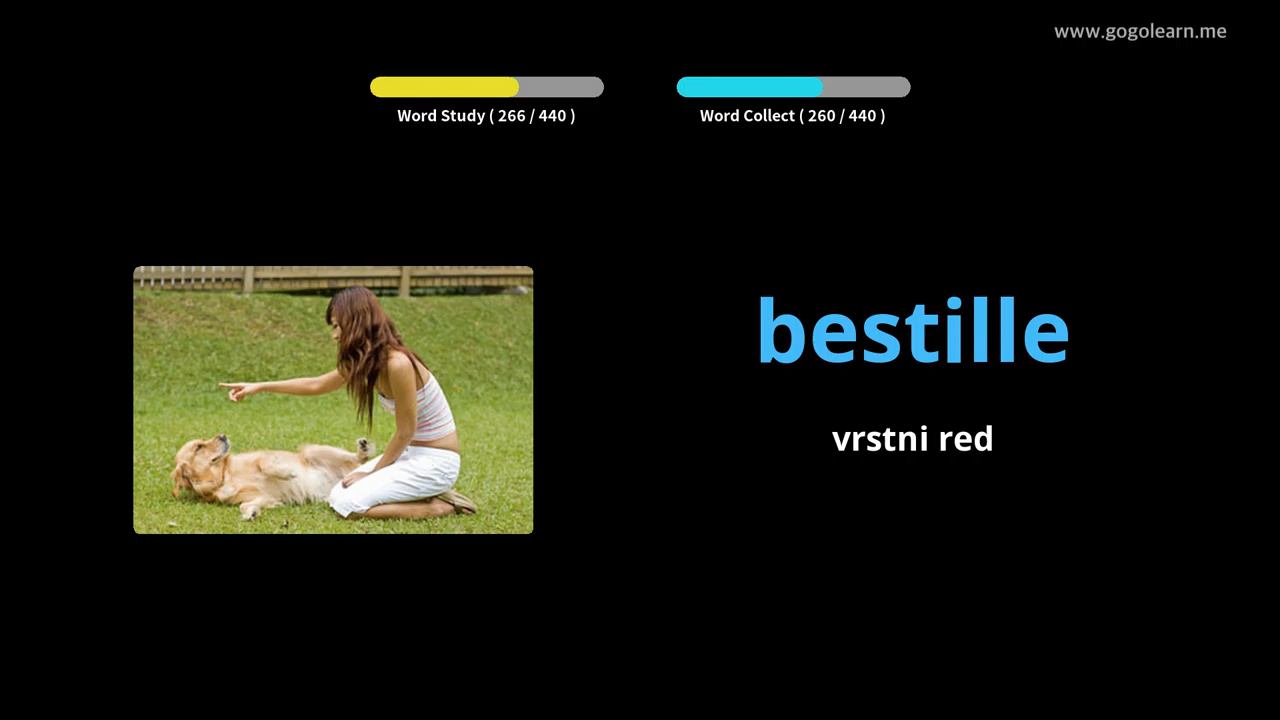 www.gogolearn.me
Word Study ( 266 / 440 )
Word Collect ( 260 / 440 )
bestille
vrstni red